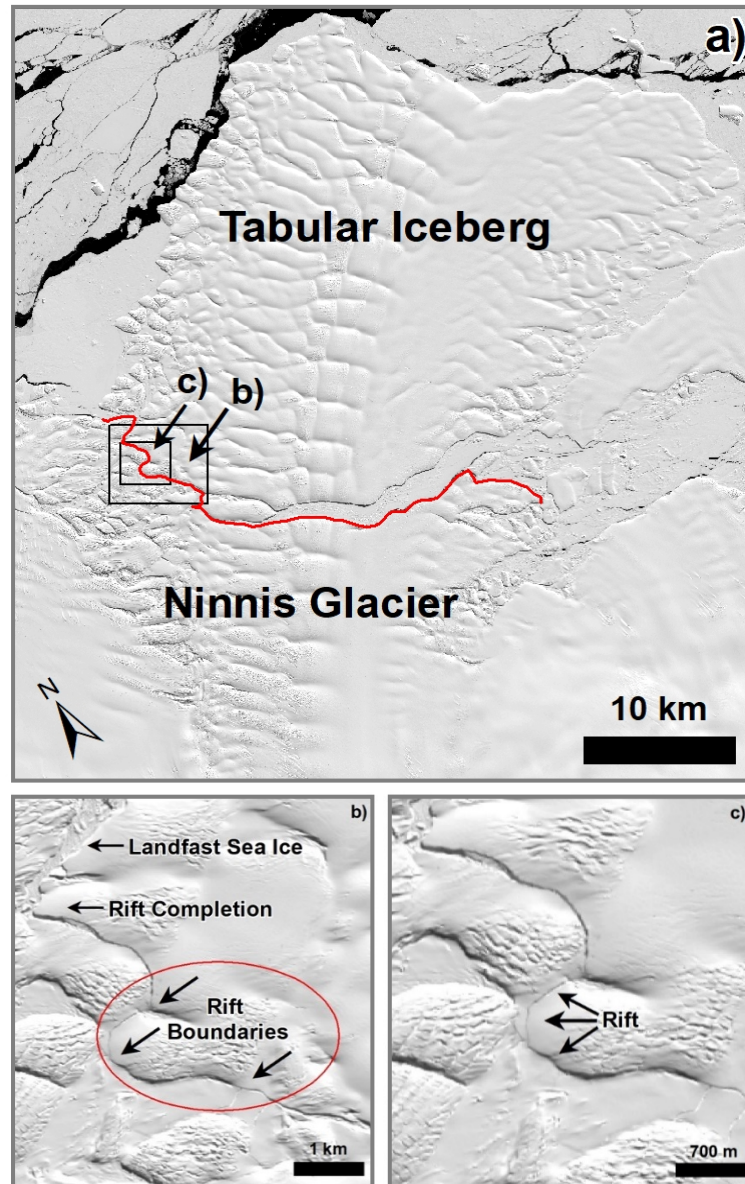 a)
Tabular Iceberg
c)
b)
Ninnis Glacier
N
10 km
b)
Landfast Sea Ice
Rift Completion
Rift
Boundaries
1 km
c)
Rift
700 m